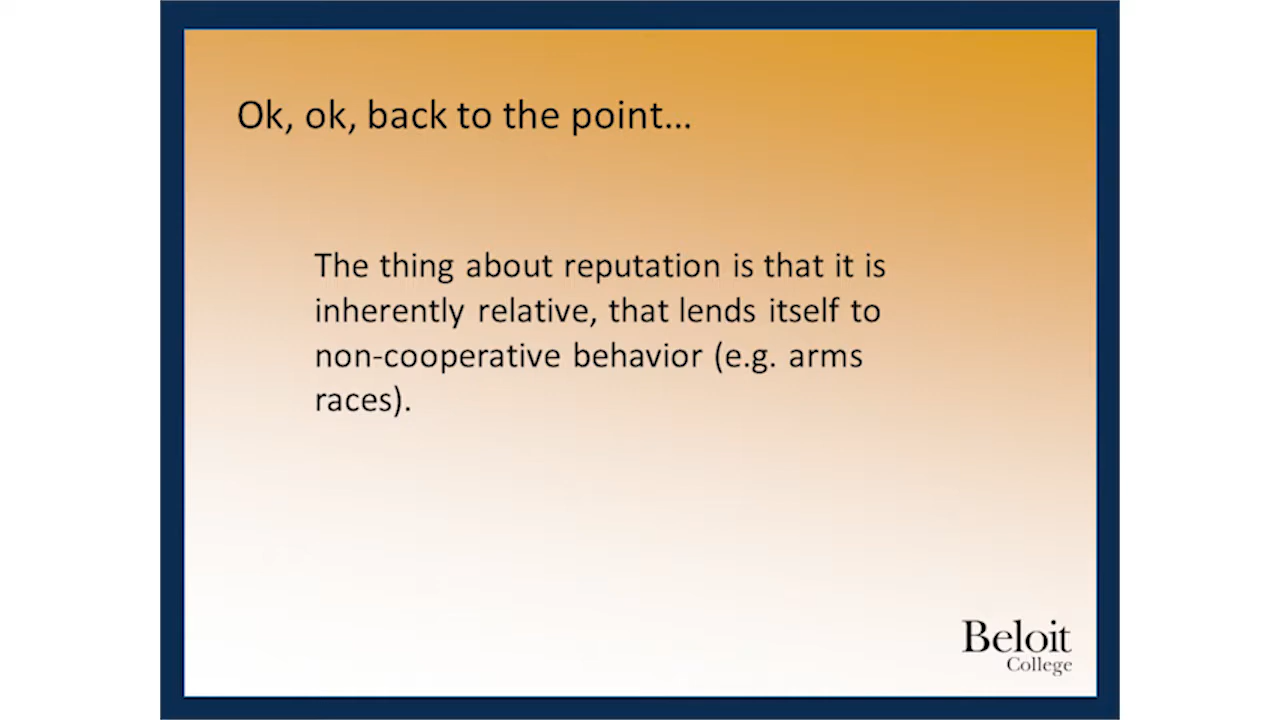 Ok, ok, back to the point…
The thing about reputation is that it is
inherently relative, that lends itself to
non-cooperative behavior (e.g. arms
races).
Beloit
College